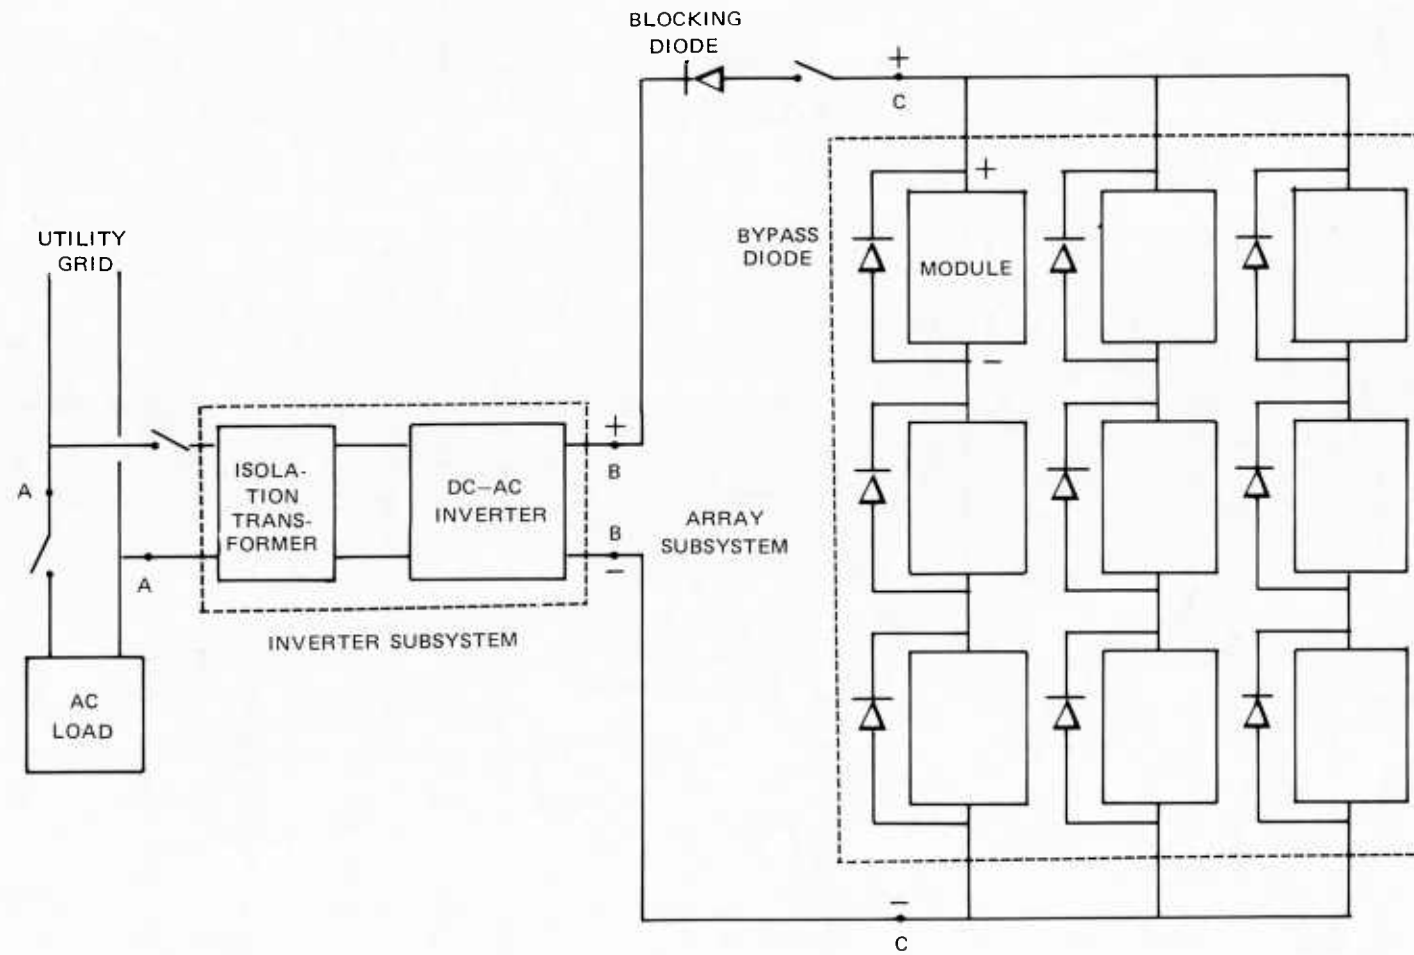 BLOCKING
DIODE
+
C
UTILITY
GRID
+
BYPASS
DIODE
MODULE
−
A
ISOLA-
TION
TRANS-
FORMER
DC–AC
INVERTER
+
B
B
−
A
ARRAY
SUBSYSTEM
INVERTER SUBSYSTEM
AC
LOAD
−
C